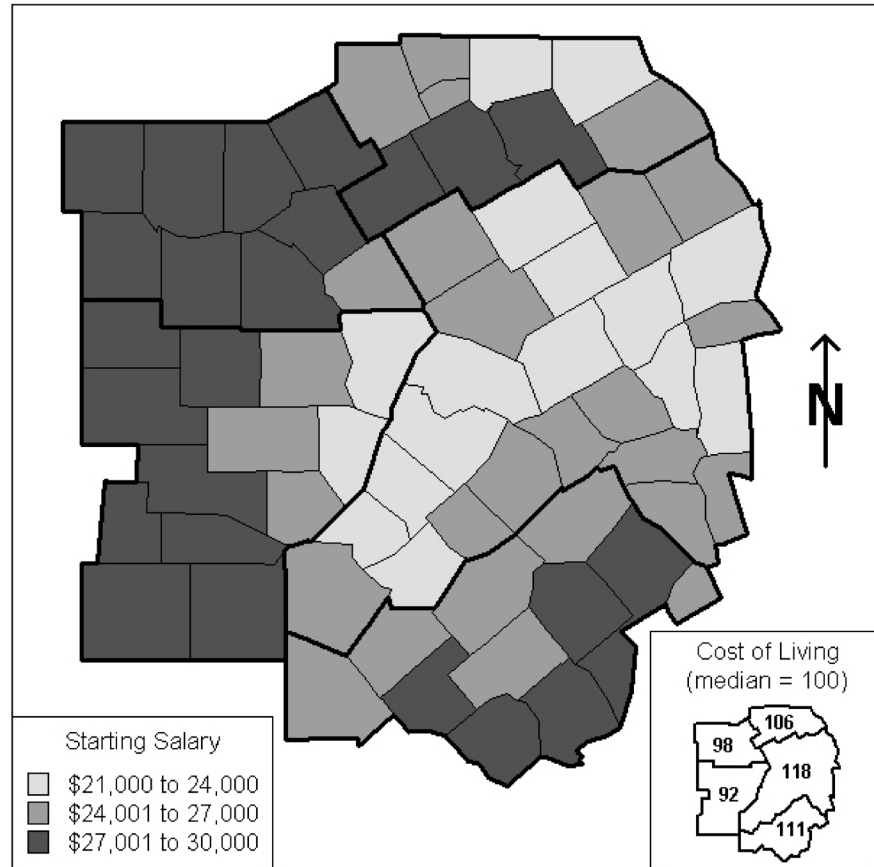 N
Starting Salary
$21,000 to 24,000
$24,001 to 27,000
$27,001 to 30,000
Cost of Living
(median = 100)
106
98
118
92
111